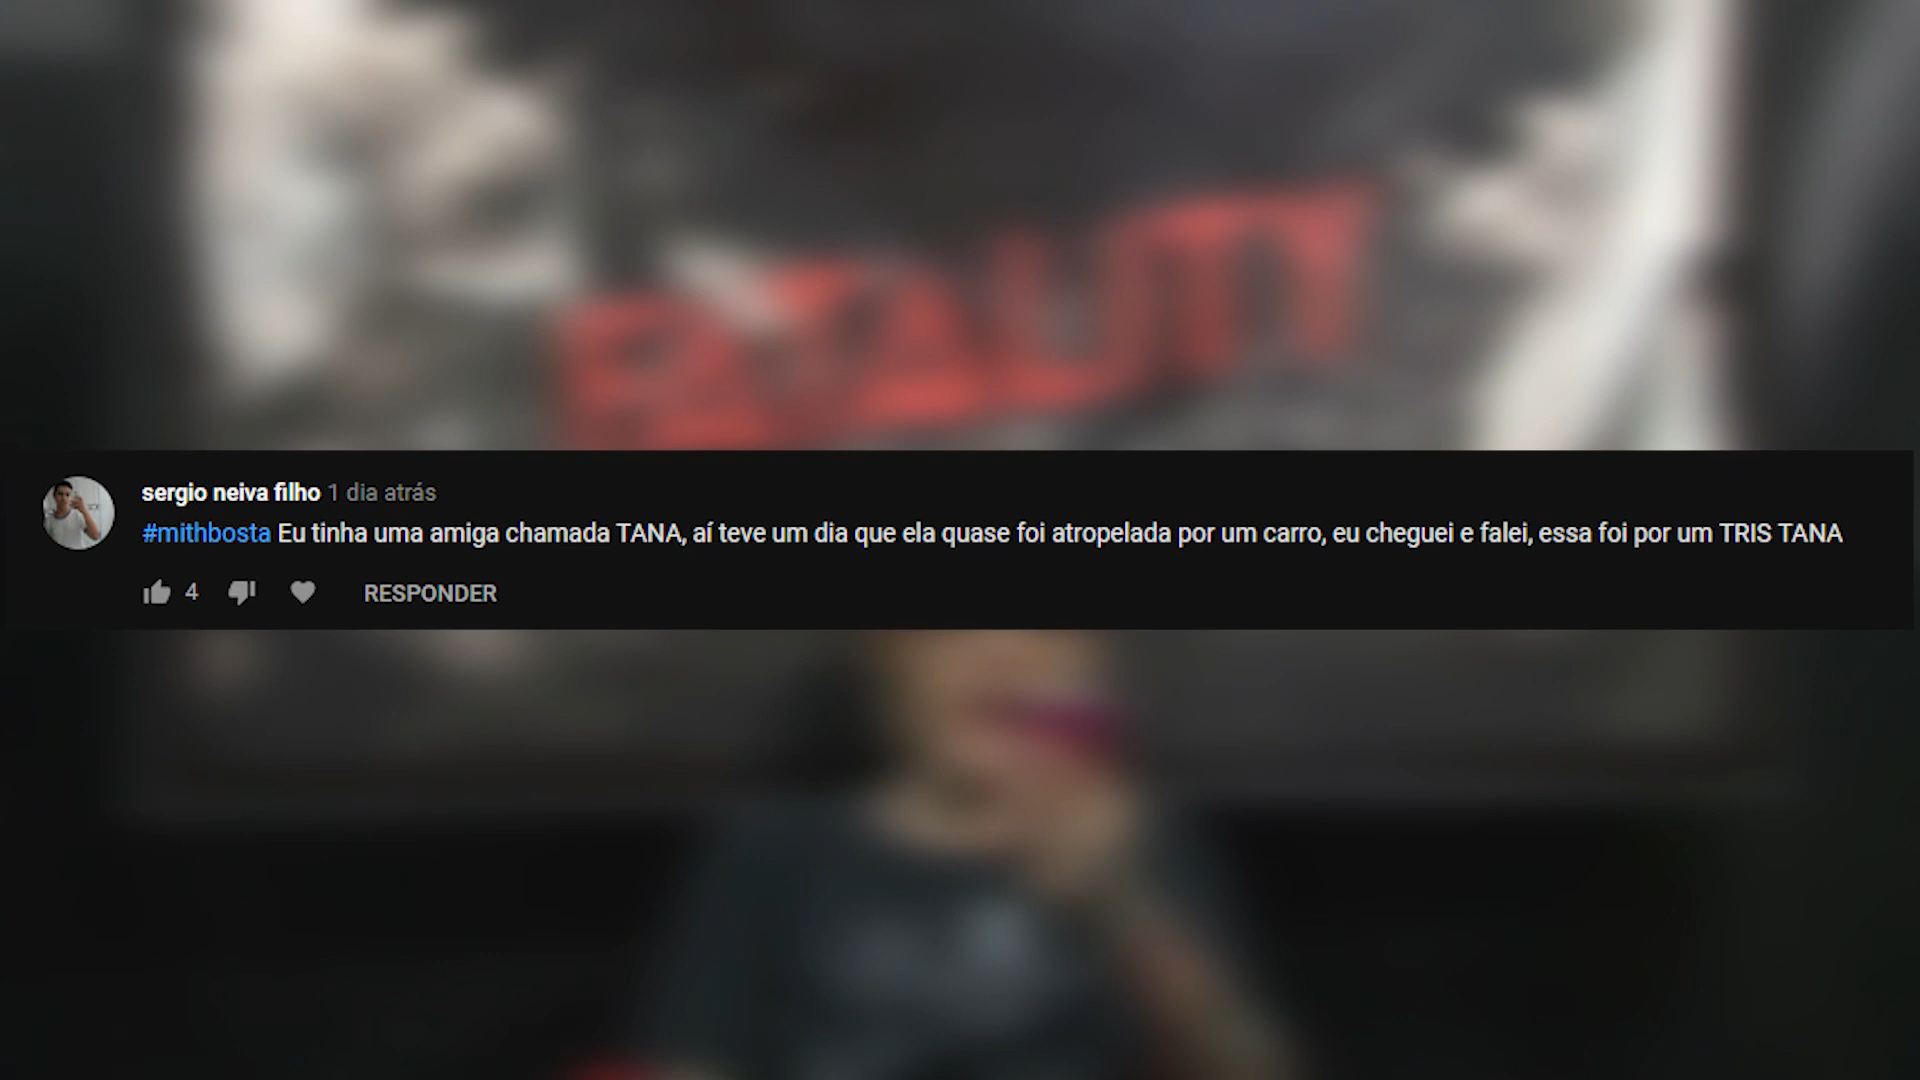 FATALITY
sergio neiva filho 1 dia atrás
#mithbosta Eu tinha uma amiga chamada TANA, aí teve um dia que ela quase foi atropelada por um carro, eu cheguei e falei, essa foi por um TRIS TANA
4 RESPONDER